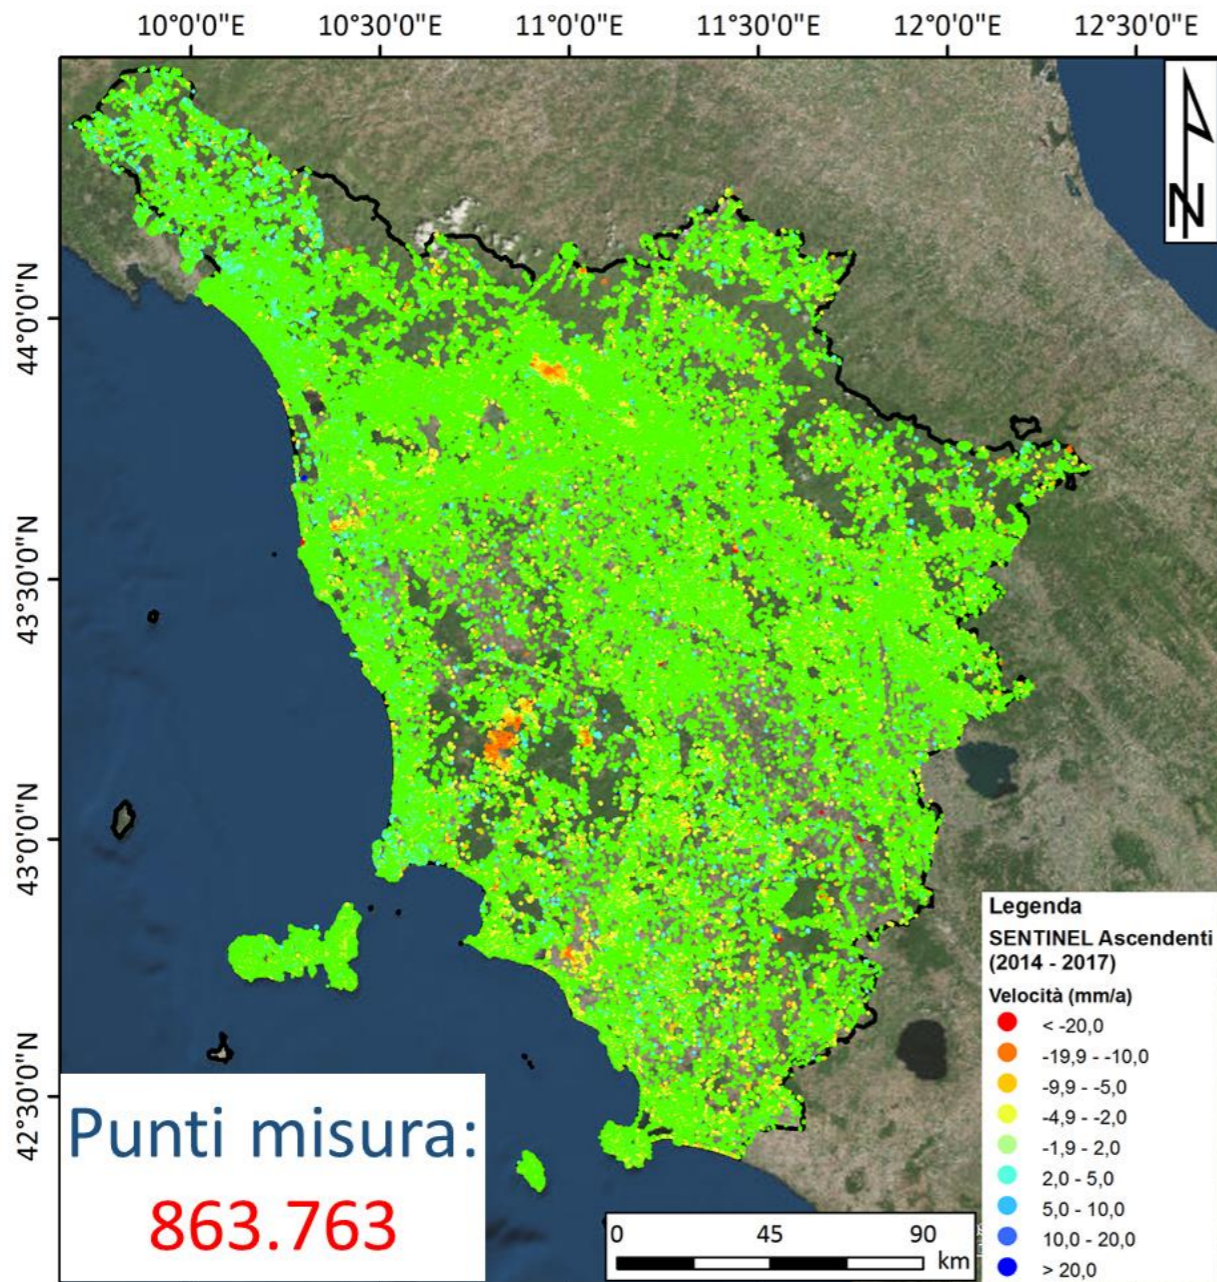 10°0'0"E 10°30'0"E 11°0'0"E 11°30'0"E 12°0'0"E 12°30'0"E
N
44°0'0"N
43°30'0"N
43°0'0"N
42°30'0"N
Legenda
SENTINEL Ascendenti
(2014 - 2017)
Velocità (mm/a)
< -20,0
-19,9 - -10,0
-9,9 - -5,0
-4,9 - -2,0
-1,9 - 2,0
2,0 - 5,0
5,0 - 10,0
10,0 - 20,0
> 20,0
Punti misura:
863.763
0 45 90
km